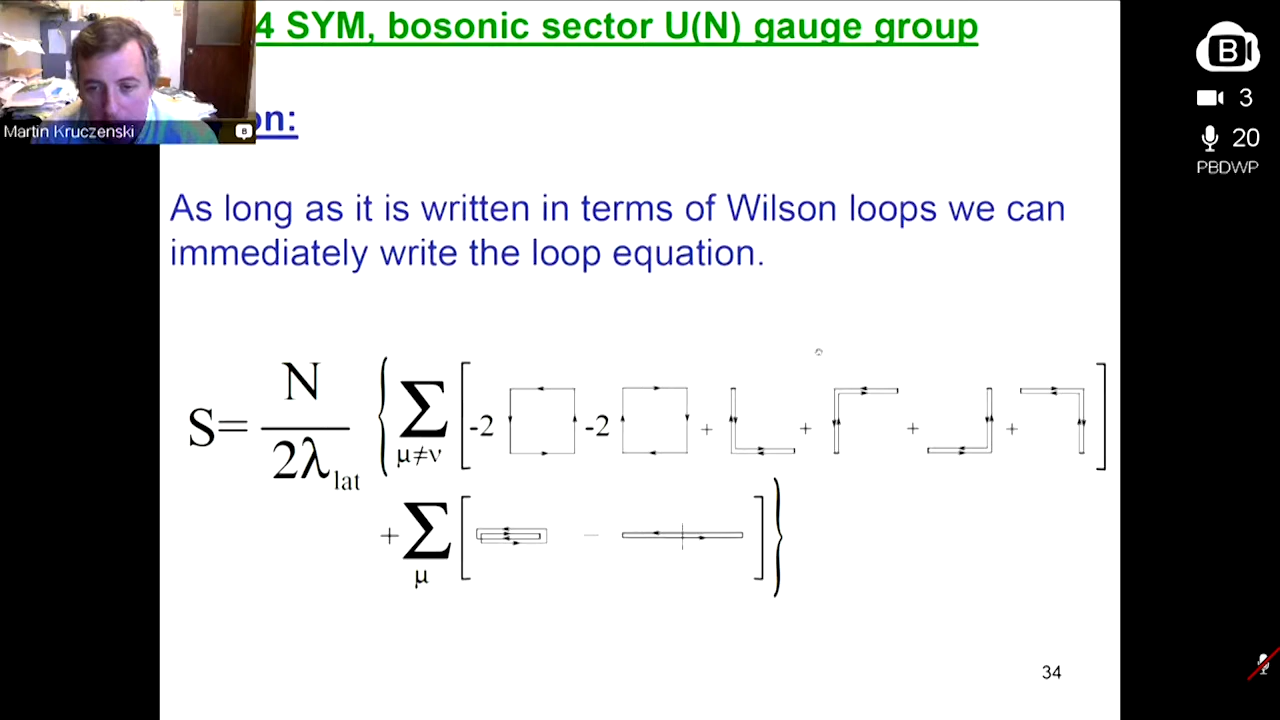 4 SYM, bosonic sector U(N) gauge group
Martin Kruczenski
B
on:
B
3
20
PBDWP
As long as it is written in terms of Wilson loops we can
immediately write the loop equation.
S= N / 2λlat { Σ μ≠ν [ -2 -2 + + + + ]
+ Σ μ [ − ] }
34